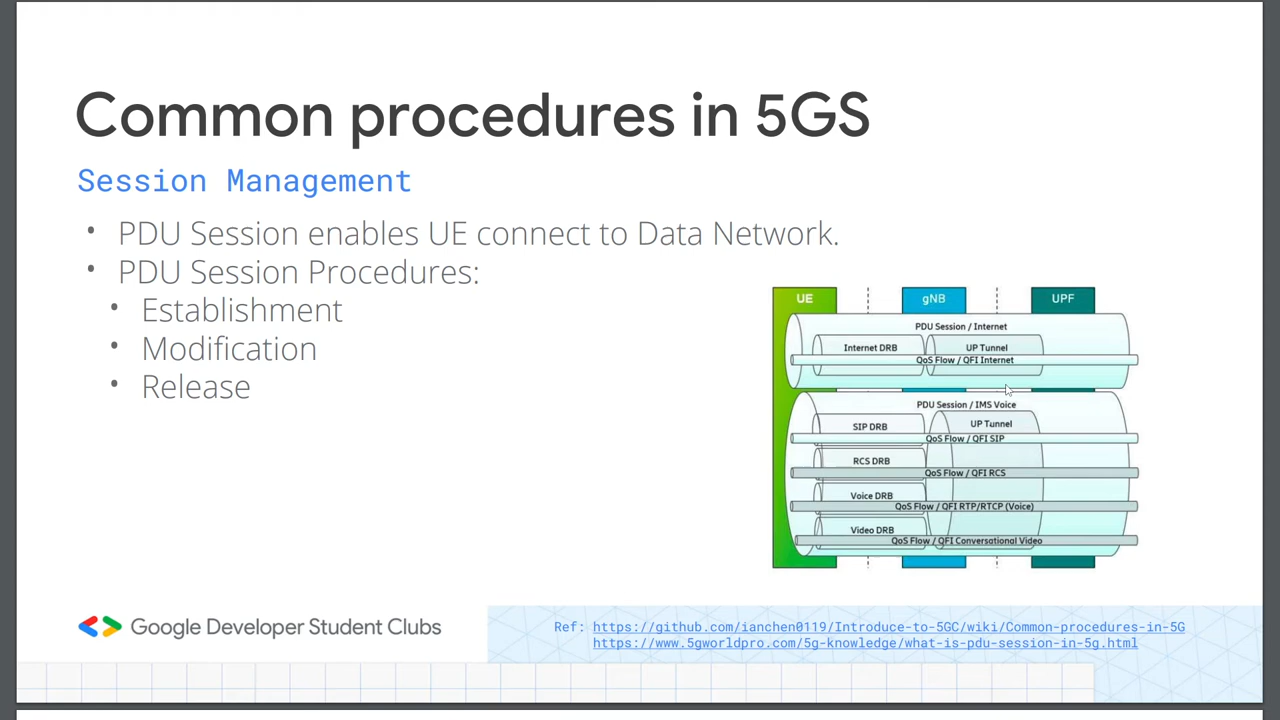 Common procedures in 5GS
Session Management
• PDU Session enables UE connect to Data Network.
• PDU Session Procedures:
• Establishment
• Modification
• Release
UE gNB UPF
PDU Session / Internet
Internet DRB UP Tunnel
QoS Flow / QFI Internet
PDU Session / IMS Voice
SIP DRB UP Tunnel
QoS Flow / QFI SIP
RCS DRB
QoS Flow / QFI RCS
Voice DRB
QoS Flow / QFI RTP/RTCP (Voice)
Video DRB
QoS Flow / QFI Conversational Video
Google Developer Student Clubs
Ref: https://github.com/ianchen0119/Introduce-to-5GC/wiki/Common-procedures-in-5G
https://www.5gworldpro.com/5g-knowledge/what-is-pdu-session-in-5g.html